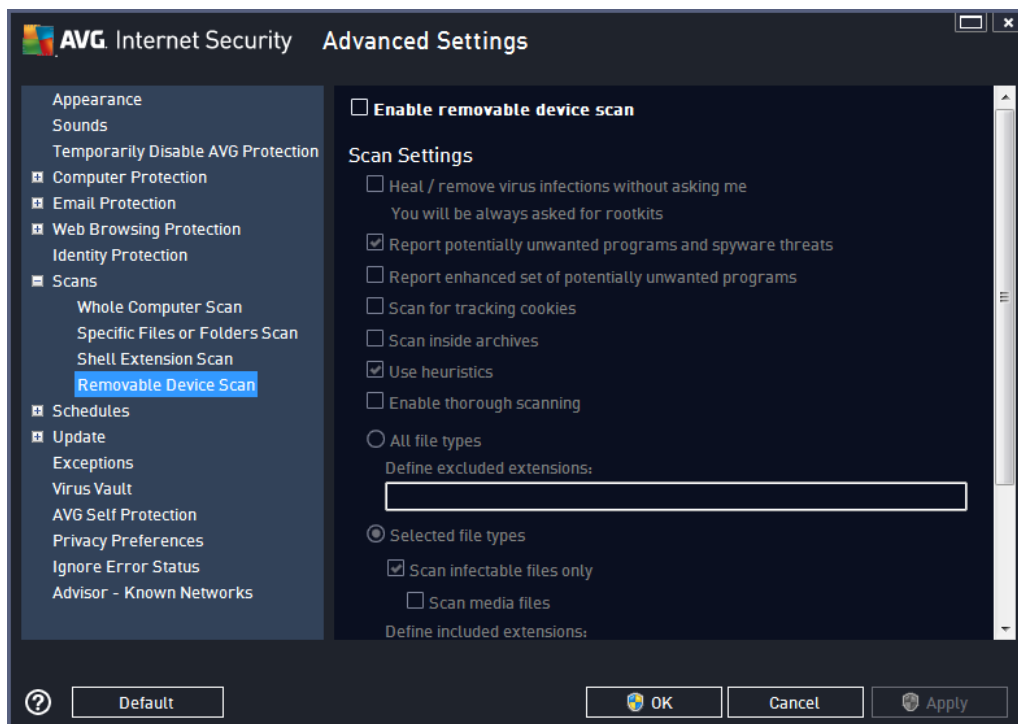 AVG. Internet Security Advanced Settings
Appearance
Sounds
Temporarily Disable AVG Protection
Computer Protection
Email Protection
Web Browsing Protection
Identity Protection
Scans
Whole Computer Scan
Specific Files or Folders Scan
Shell Extension Scan
Removable Device Scan
Schedules
Update
Exceptions
Virus Vault
AVG Self Protection
Privacy Preferences
Ignore Error Status
Advisor - Known Networks
Enable removable device scan
Scan Settings
Heal / remove virus infections without asking me
You will be always asked for rootkits
Report potentially unwanted programs and spyware threats
Report enhanced set of potentially unwanted programs
Scan for tracking cookies
Scan inside archives
Use heuristics
Enable thorough scanning
All file types
Define excluded extensions:
Selected file types
Scan infectable files only
Scan media files
Define included extensions:
? Default OK Cancel Apply